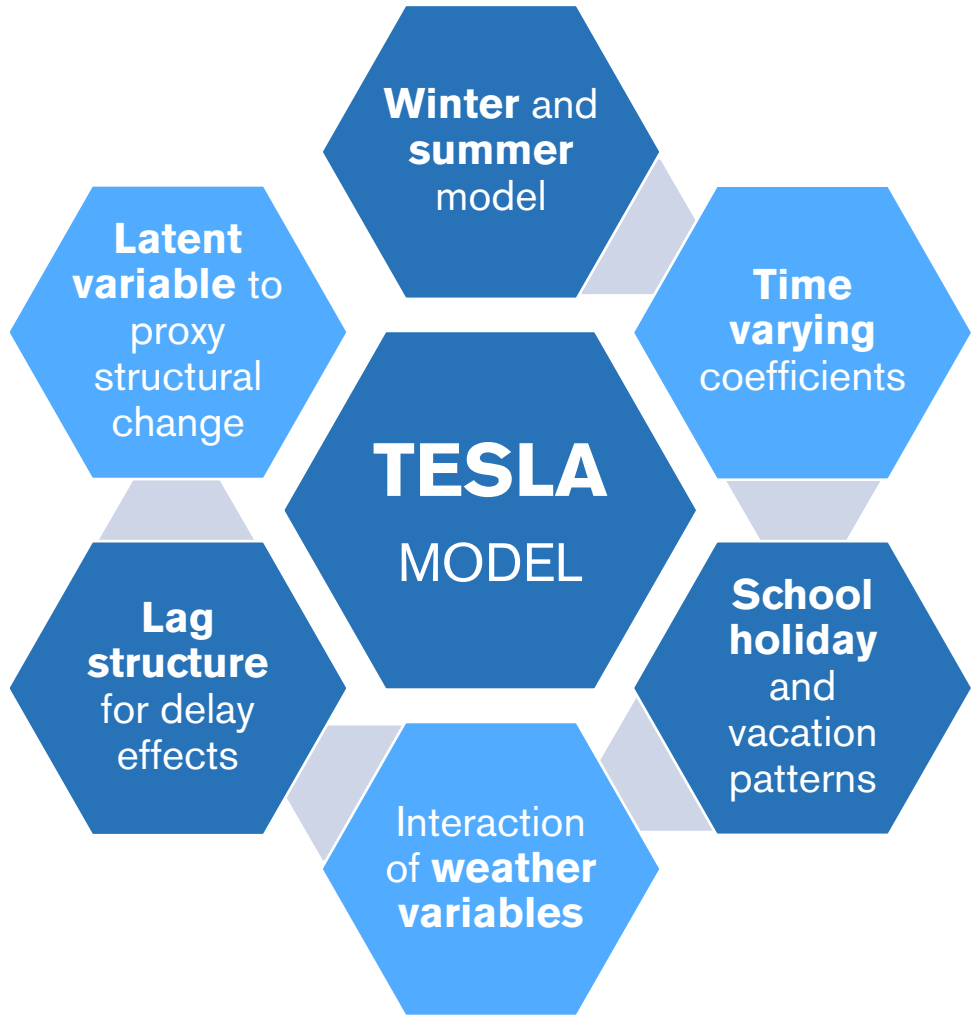 Winter and
summer
model
Time
varying
coefficients
School
holiday
and
vacation
patterns
Interaction
of weather
variables
Lag
structure
for delay
effects
Latent
variable to
proxy
structural
change
TESLA
MODEL